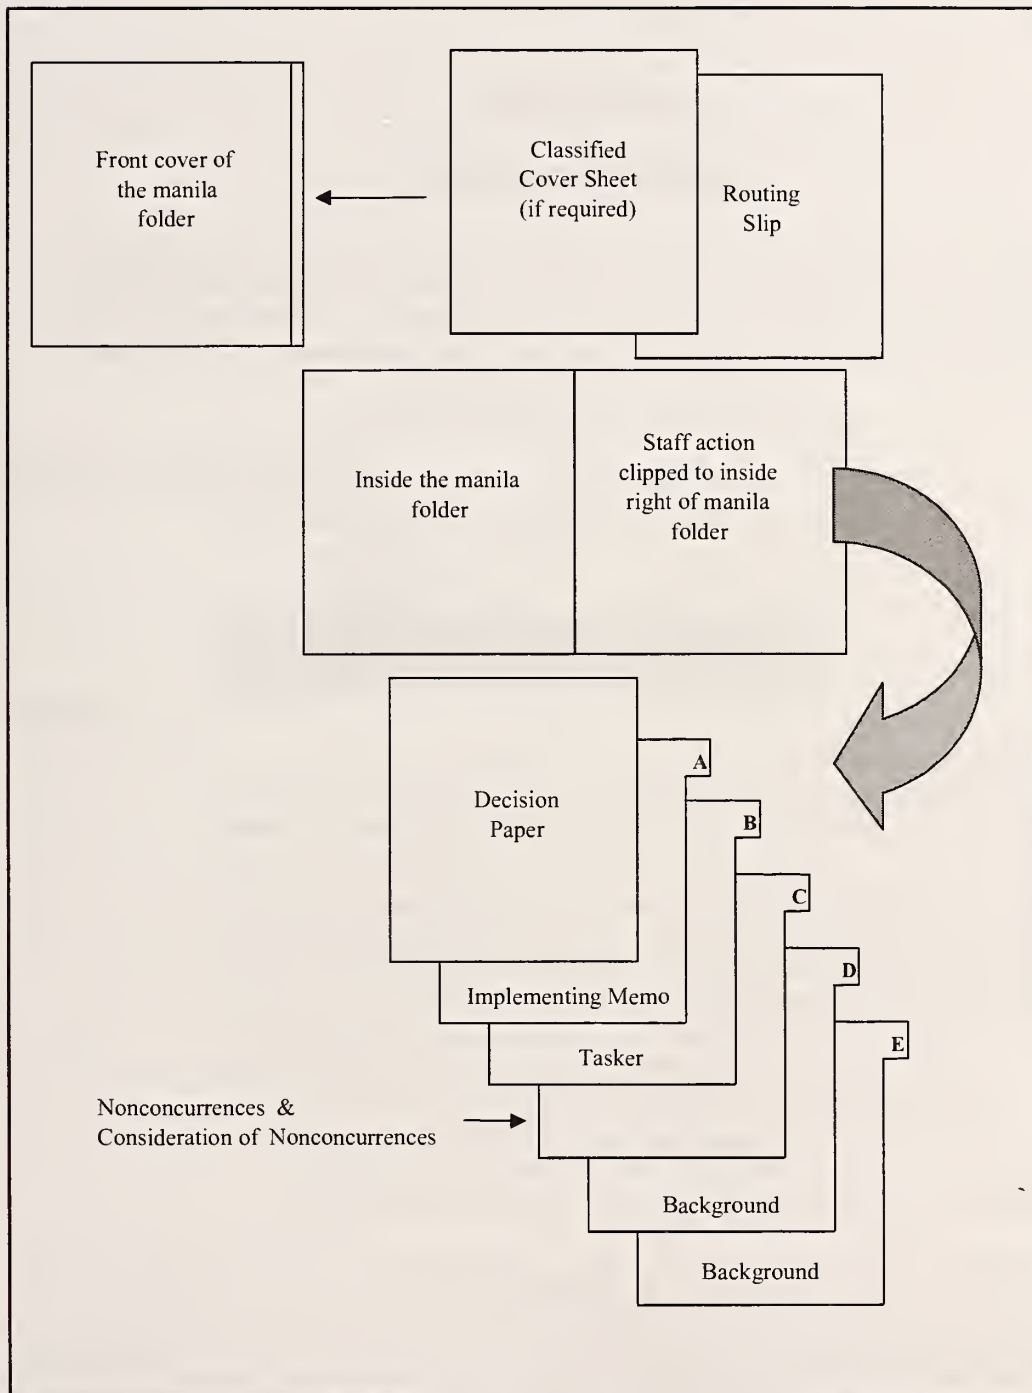 Front cover of
the manila
folder
Classified
Cover Sheet
(if required)
Routing
Slip
Inside the manila
folder
Staff action
clipped to inside
right of manila
folder
Decision
Paper
A
B
C
D
E
Implementing Memo
Tasker
Nonconcurrences &
Consideration of Nonconcurrences
Background
Background